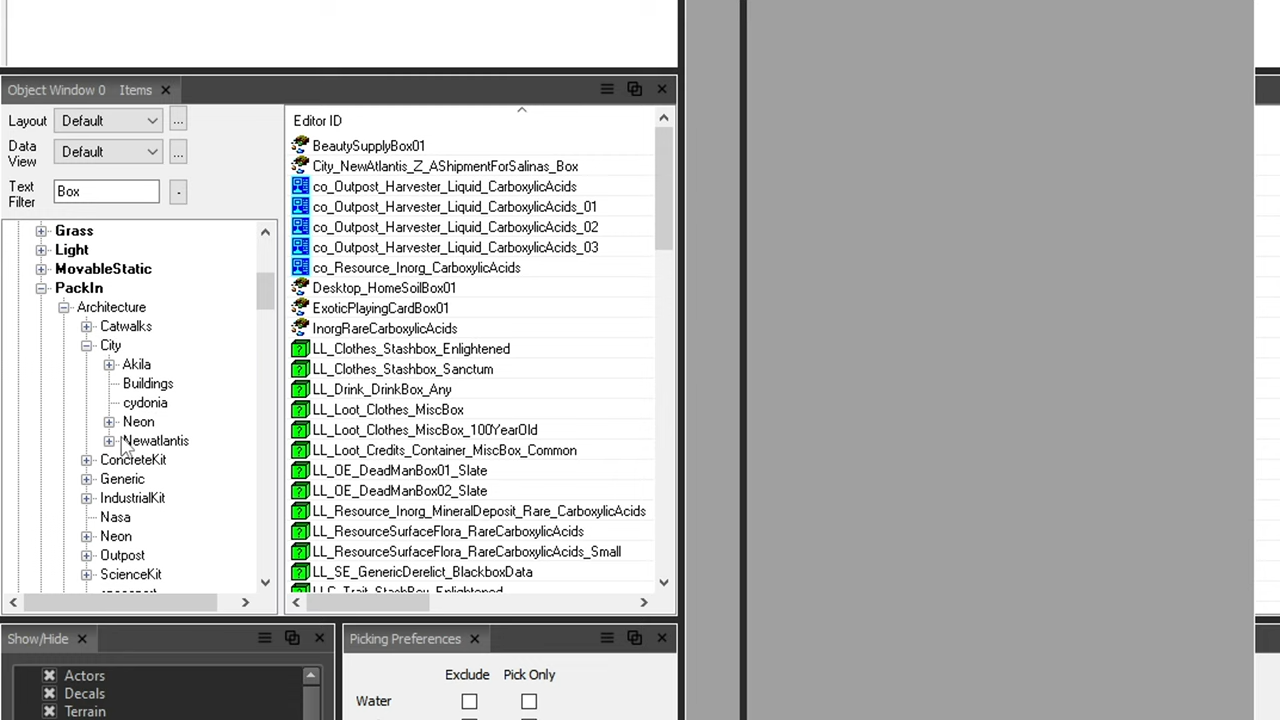 Object Window 0 Items
Layout Default ...
Data View Default ...
Text Filter Box -
Grass
Light
MovableStatic
PackIn
Architecture
Catwalks
City
Akila
Buildings
cydonia
Neon
Newatlantis
ConcreteKit
Generic
IndustrialKit
Nasa
Neon
Outpost
ScienceKit
Editor ID
BeautySupplyBox01
City_NewAtlantis_Z_AShipmentForSalinas_Box
co_Outpost_Harvester_Liquid_CarboxylicAcids
co_Outpost_Harvester_Liquid_CarboxylicAcids_01
co_Outpost_Harvester_Liquid_CarboxylicAcids_02
co_Outpost_Harvester_Liquid_CarboxylicAcids_03
co_Resource_Inorg_CarboxylicAcids
Desktop_HomeSoilBox01
ExoticPlayingCardBox01
InorgRareCarboxylicAcids
LL_Clothes_Stashbox_Enlightened
LL_Clothes_Stashbox_Sanctum
LL_Drink_DrinkBox_Any
LL_Loot_Clothes_MiscBox
LL_Loot_Clothes_MiscBox_100YearOld
LL_Loot_Credits_Container_MiscBox_Common
LL_OE_DeadManBox01_Slate
LL_OE_DeadManBox02_Slate
LL_Resource_Inorg_MineralDeposit_Rare_CarboxylicAcids
LL_ResourceSurfaceFlora_RareCarboxylicAcids
LL_ResourceSurfaceFlora_RareCarboxylicAcids_Small
LL_SE_GenericDerelict_BlackboxData
LLC_Trait_StashBox_Enlightened
Show/Hide
Actors
Decals
Terrain
Picking Preferences
Exclude Pick Only
Water